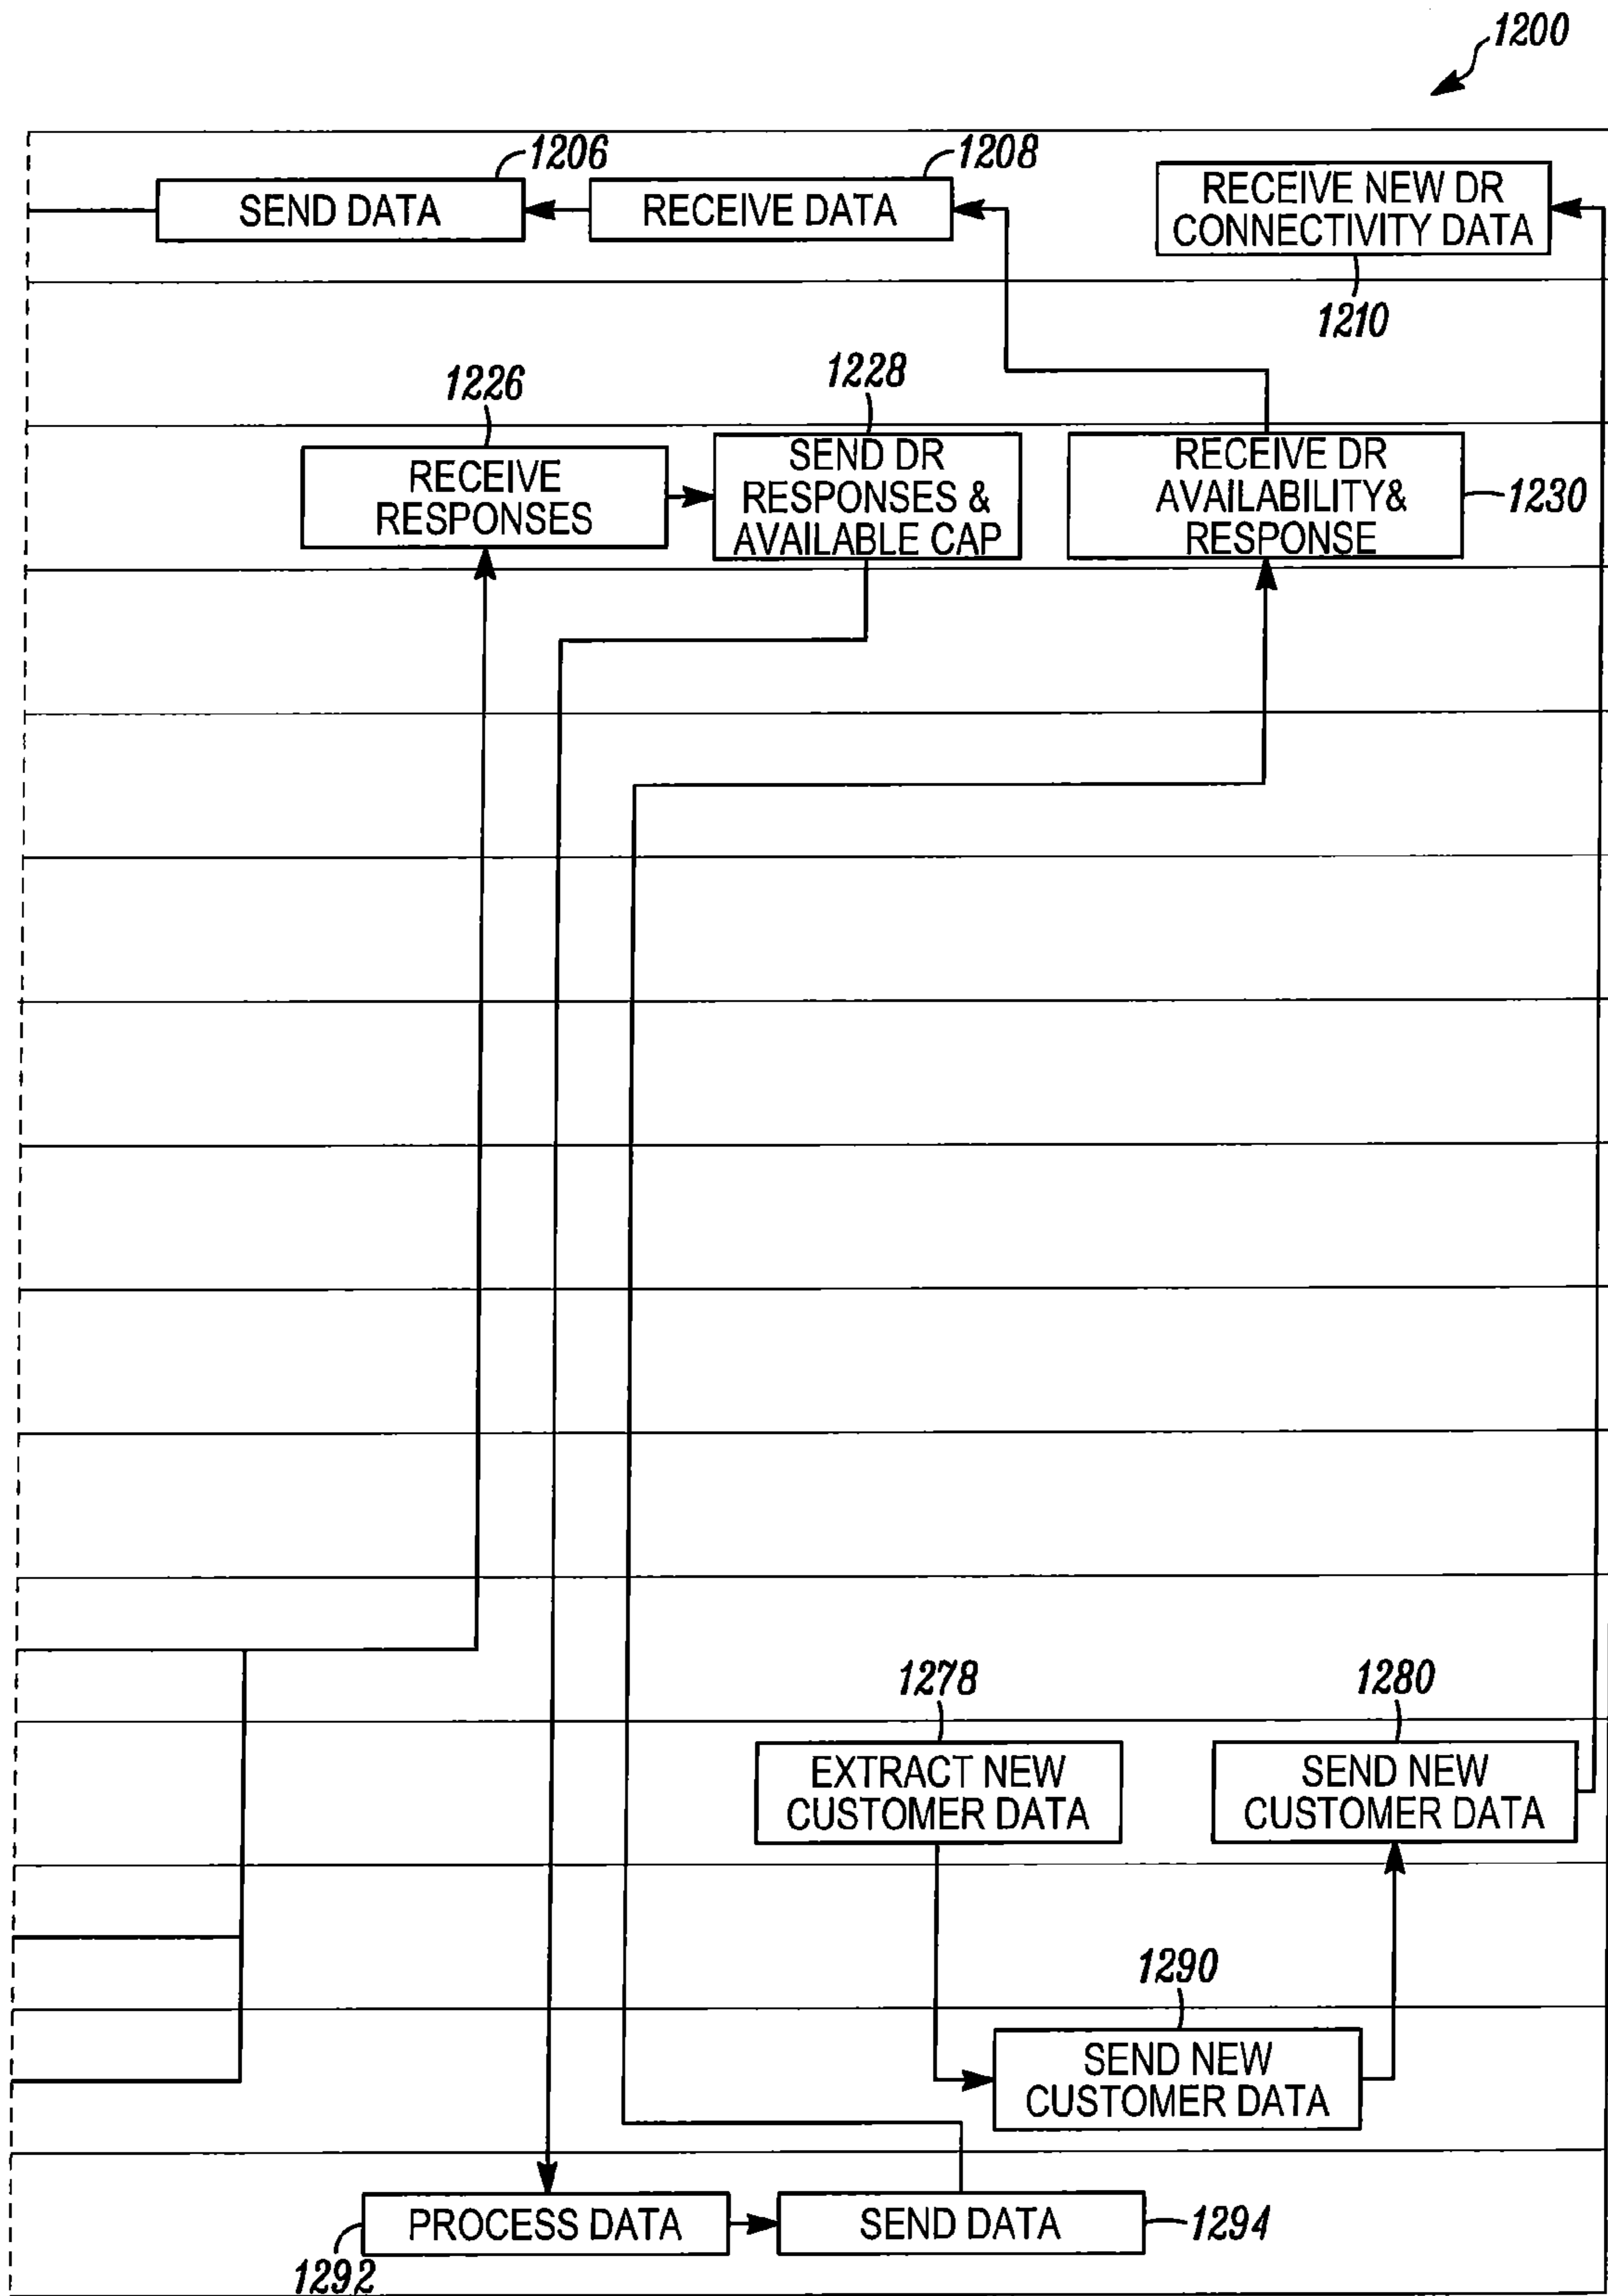 1200
1206
1208
SEND DATA
RECEIVE DATA
RECEIVE NEW DR
CONNECTIVITY DATA
1210
1226
1228
RECEIVE
RESPONSES
SEND DR
RESPONSES &
AVAILABLE CAP
RECEIVE DR
AVAILABILITY&
RESPONSE
1230
1278
1280
EXTRACT NEW
CUSTOMER DATA
SEND NEW
CUSTOMER DATA
1290
SEND NEW
CUSTOMER DATA
PROCESS DATA
SEND DATA
1294
1292